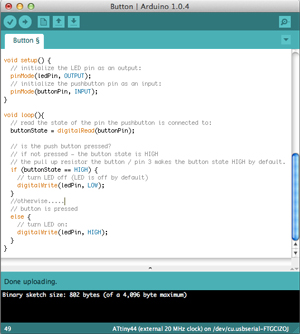 Button | Arduino 1.0.4
Button §
void setup() {
// initialize the LED pin as an output:
pinMode(ledPin, OUTPUT);
// initialize the pushbutton pin as an input:
pinMode(buttonPin, INPUT);
}
void loop(){
// read the state of the pin the pushbutton is connected to:
buttonState = digitalRead(buttonPin);
// is the push button pressed?
// if not pressed - the button state is HIGH
// the pull up resistor the button / pin 3 makes the button state HIGH by default.
if (buttonState == HIGH) {
// turn LED off (LED is off by default)
digitalWrite(ledPin, LOW);
}
//otherwise.....
// button is pressed
else {
// turn LED on:
digitalWrite(ledPin, HIGH);
}
}
Done uploading.
Binary sketch size: 802 bytes (of a 4,096 byte maximum)
49
ATtiny44 (external 20 MHz clock) on /dev/cu.usbserial-FTGCI2OJ